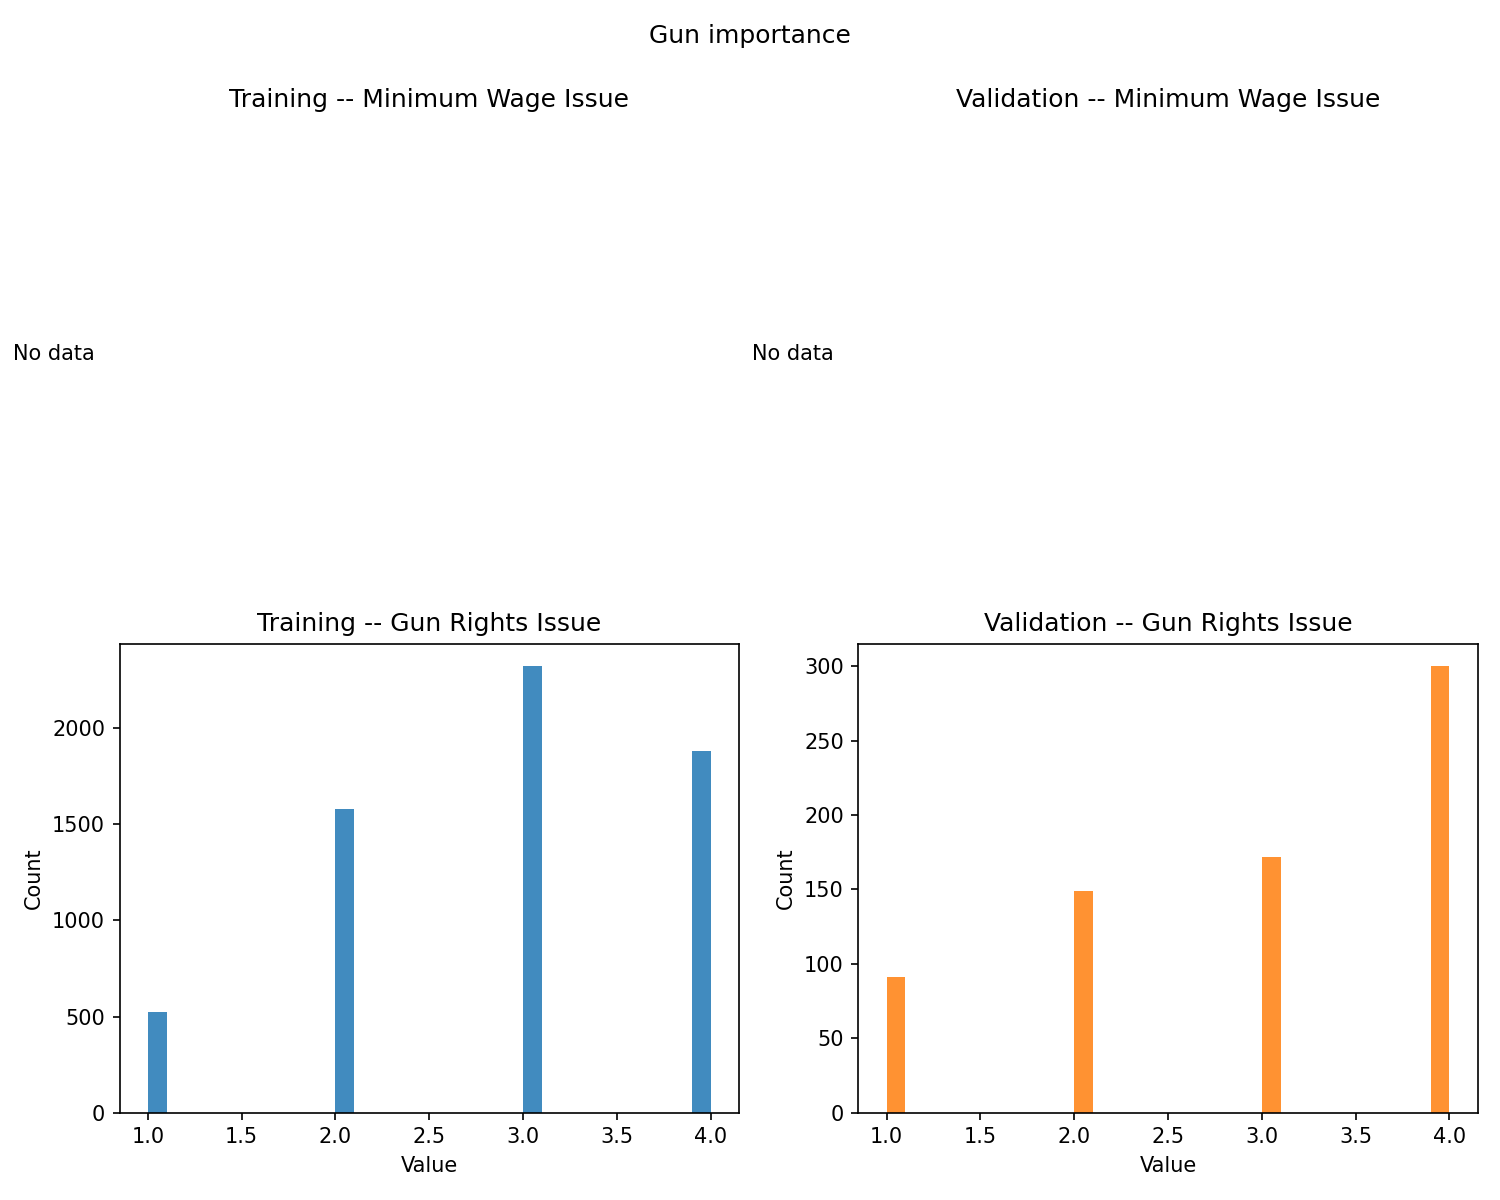 Gun importance
Training -- Minimum Wage Issue
Validation -- Minimum Wage Issue
No data
No data
Training -- Gun Rights Issue
2000
1500
1000
500
0
Count
1.0 1.5 2.0 2.5 3.0 3.5 4.0
Value
Validation -- Gun Rights Issue
300
250
200
150
100
50
0
Count
1.0 1.5 2.0 2.5 3.0 3.5 4.0
Value